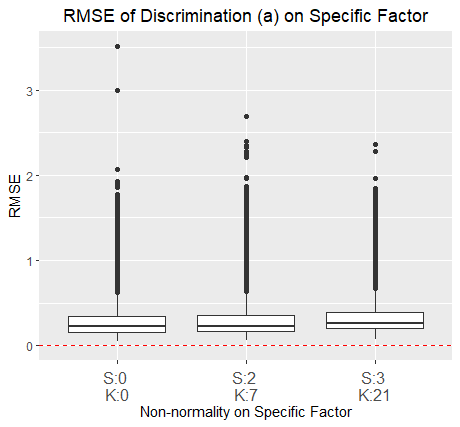 RMSE of Discrimination (a) on Specific Factor
RMSE
3
2
1
0
S:0 S:2 S:3
K:0 K:7 K:21
Non-normality on Specific Factor